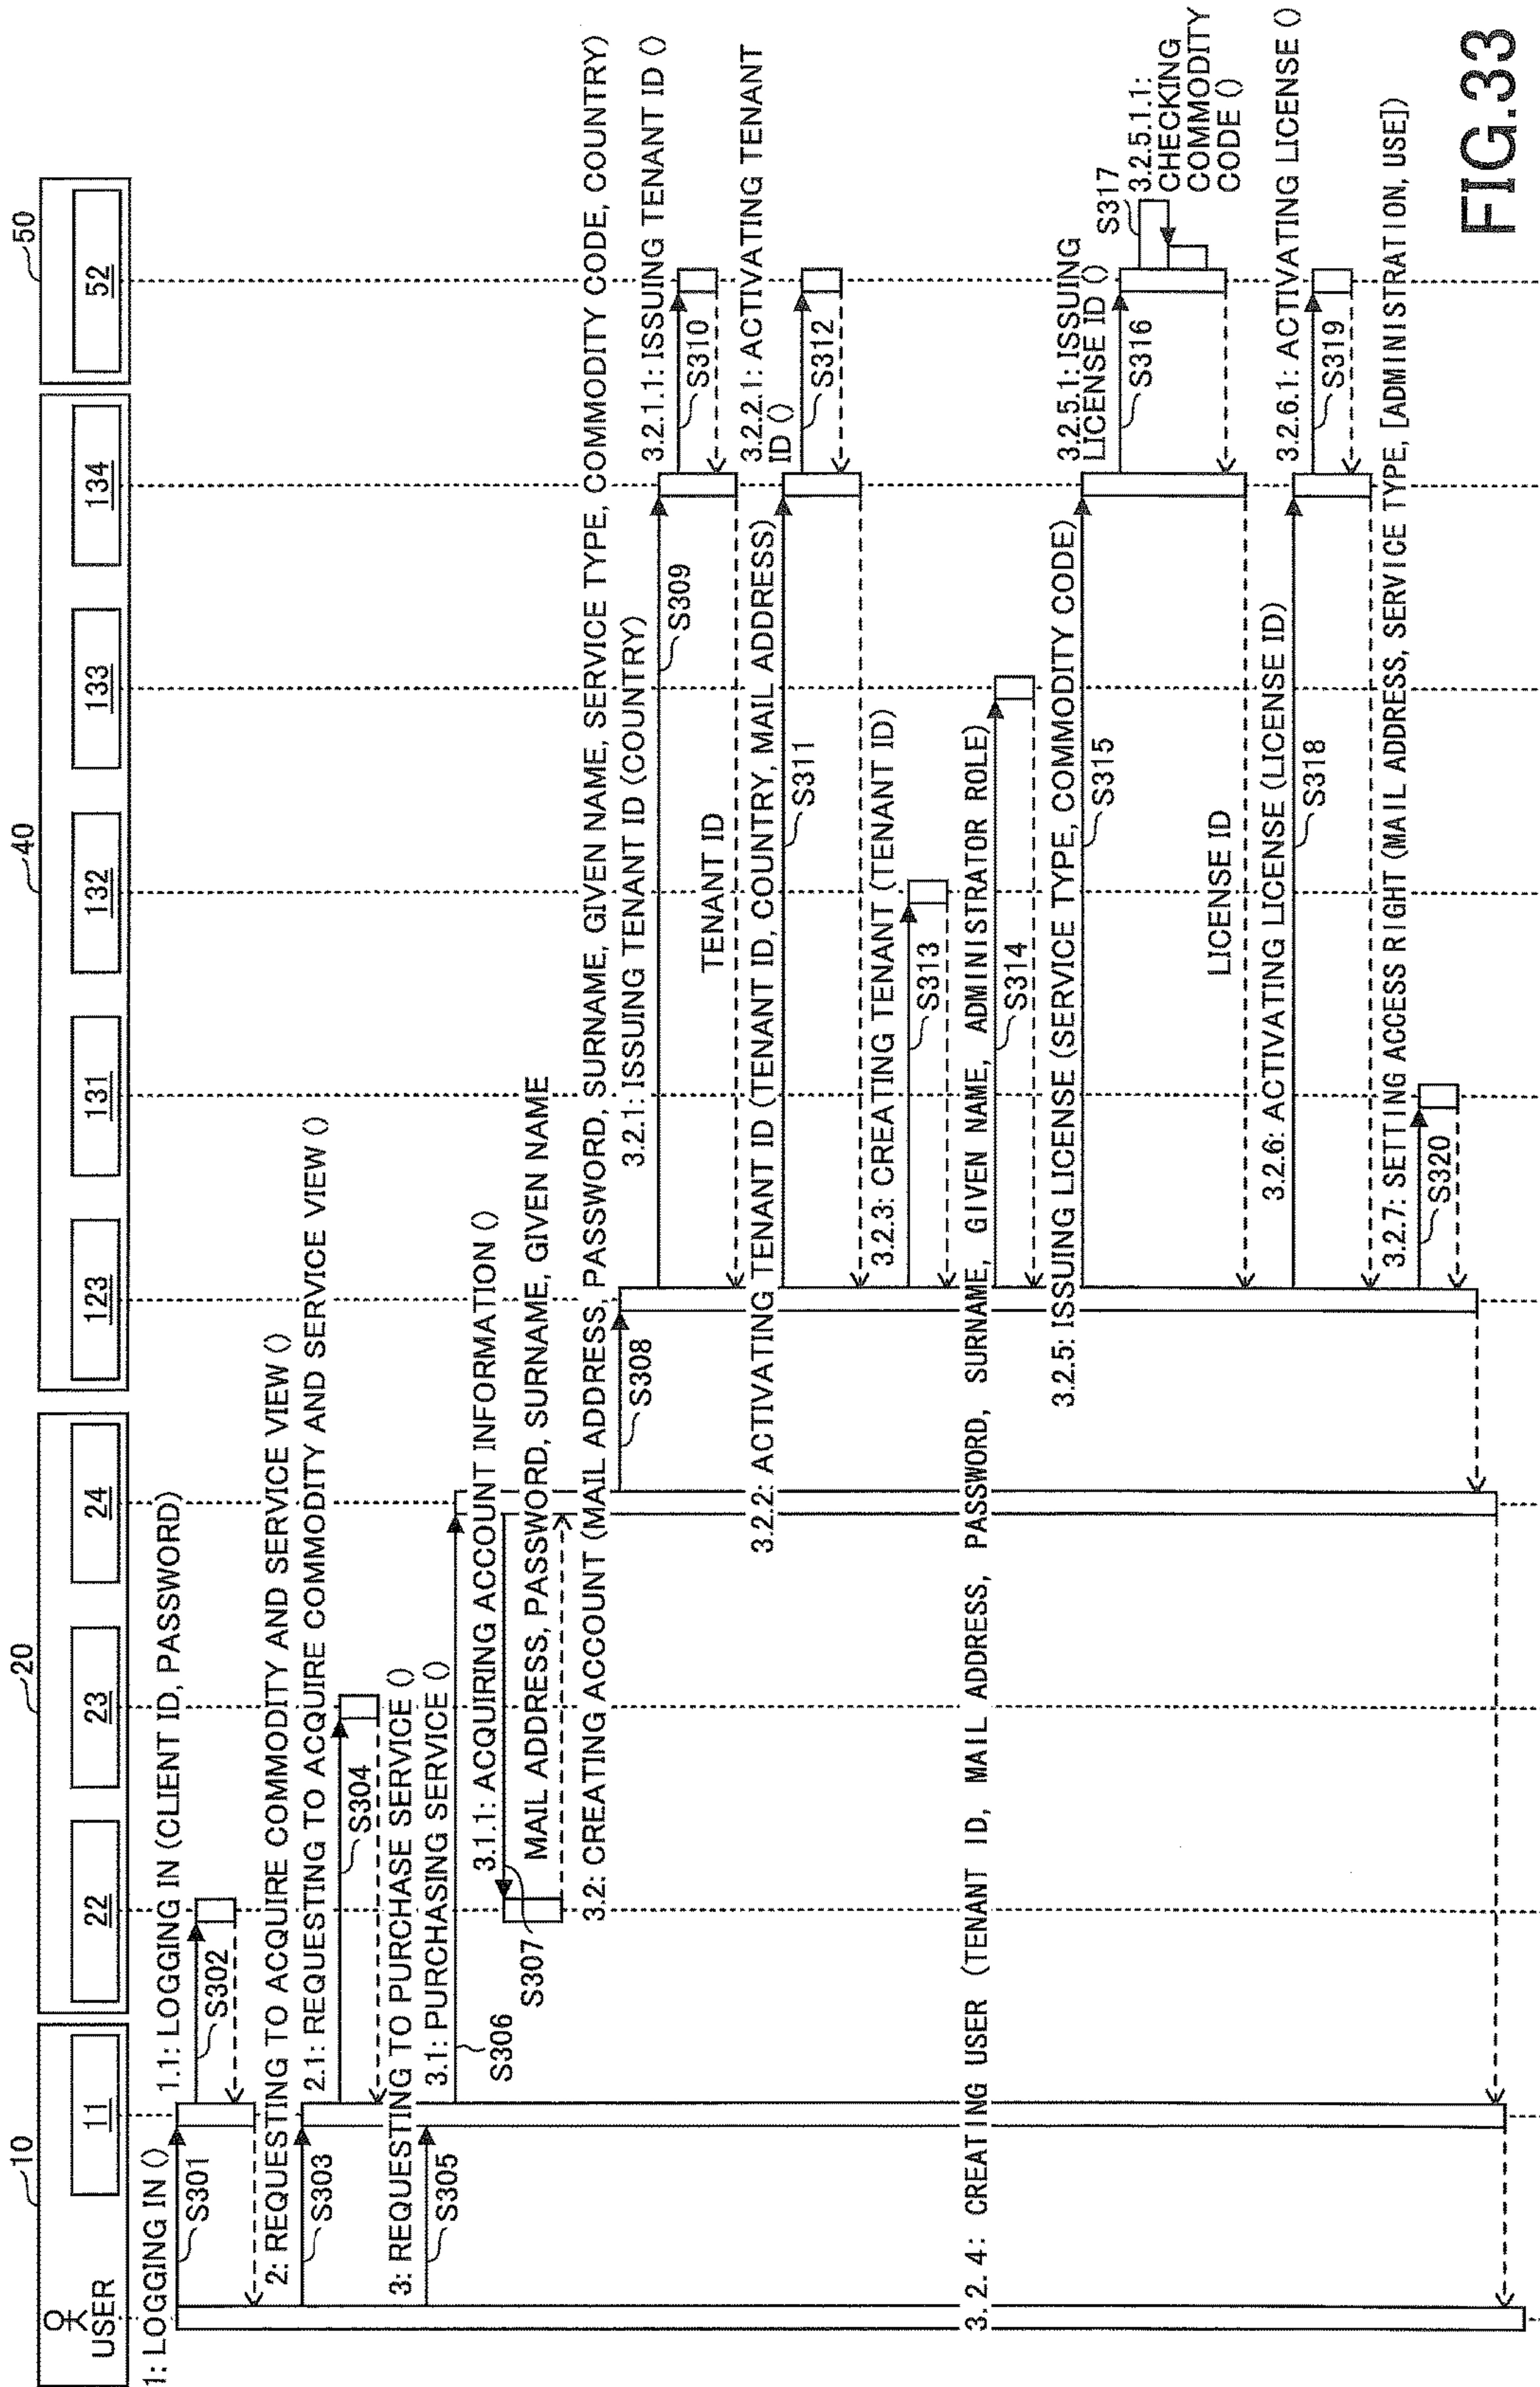 10
20
40
50
USER
11
22
23
24
123
131
132
133
134
52
1: LOGGING IN ()
S301
1.1: LOGGING IN (CLIENT ID, PASSWORD)
S302
2: REQUESTING TO ACQUIRE COMMODITY AND SERVICE VIEW ()
S303
2.1: REQUESTING TO ACQUIRE COMMODITY AND SERVICE VIEW ()
S304
3: REQUESTING TO PURCHASE SERVICE ()
S305
3.1: PURCHASING SERVICE ()
S306
3.1.1: ACQUIRING ACCOUNT INFORMATION ()
S307
MAIL ADDRESS, PASSWORD, SURNAME, GIVEN NAME
3.2: CREATING ACCOUNT (MAIL ADDRESS, PASSWORD, SURNAME, GIVEN NAME, SERVICE TYPE, COMMODITY CODE, COUNTRY)
S308
3.2.1: ISSUING TENANT ID (COUNTRY)
S309
3.2.1.1: ISSUING TENANT ID ()
S310
TENANT ID
3.2.2: ACTIVATING TENANT ID (TENANT ID, COUNTRY, MAIL ADDRESS)
S311
3.2.2.1: ACTIVATING TENANT
ID ()
S312
3.2.3: CREATING TENANT (TENANT ID)
S313
3.2.4: CREATING USER (TENANT ID, MAIL ADDRESS, PASSWORD, SURNAME, GIVEN NAME, ADMINISTRATOR ROLE)
S314
3.2.5: ISSUING LICENSE (SERVICE TYPE, COMMODITY CODE)
S315
3.2.5.1: ISSUING
LICENSE ID ()
S316
S317
3.2.5.1.1:
CHECKING
COMMODITY
CODE ()
LICENSE ID
3.2.6: ACTIVATING LICENSE (LICENSE ID)
S318
3.2.6.1: ACTIVATING LICENSE ()
S319
3.2.7: SETTING ACCESS RIGHT (MAIL ADDRESS, SERVICE TYPE, [ADMINISTRATION, USE])
S320
FIG.33